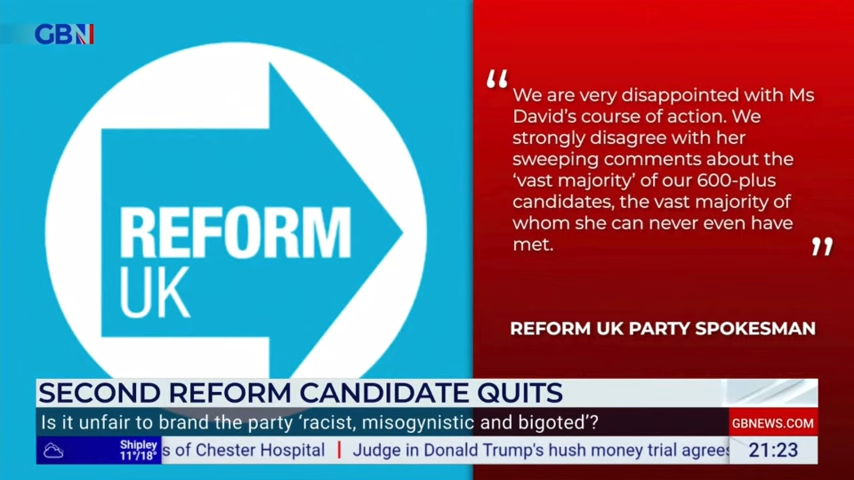 GBN
REFORM
UK
“
We are very disappointed with Ms
David’s course of action. We
strongly disagree with her
sweeping comments about the
‘vast majority’ of our 600-plus
candidates, the vast majority of
whom she can never even have
met.
”
REFORM UK PARTY SPOKESMAN
SECOND REFORM CANDIDATE QUITS
Is it unfair to brand the party ‘racist, misogynistic and bigoted’?
GBNEWS.COM
Shipley
11°/18°
s of Chester Hospital | Judge in Donald Trump's hush money trial agrees
21:23